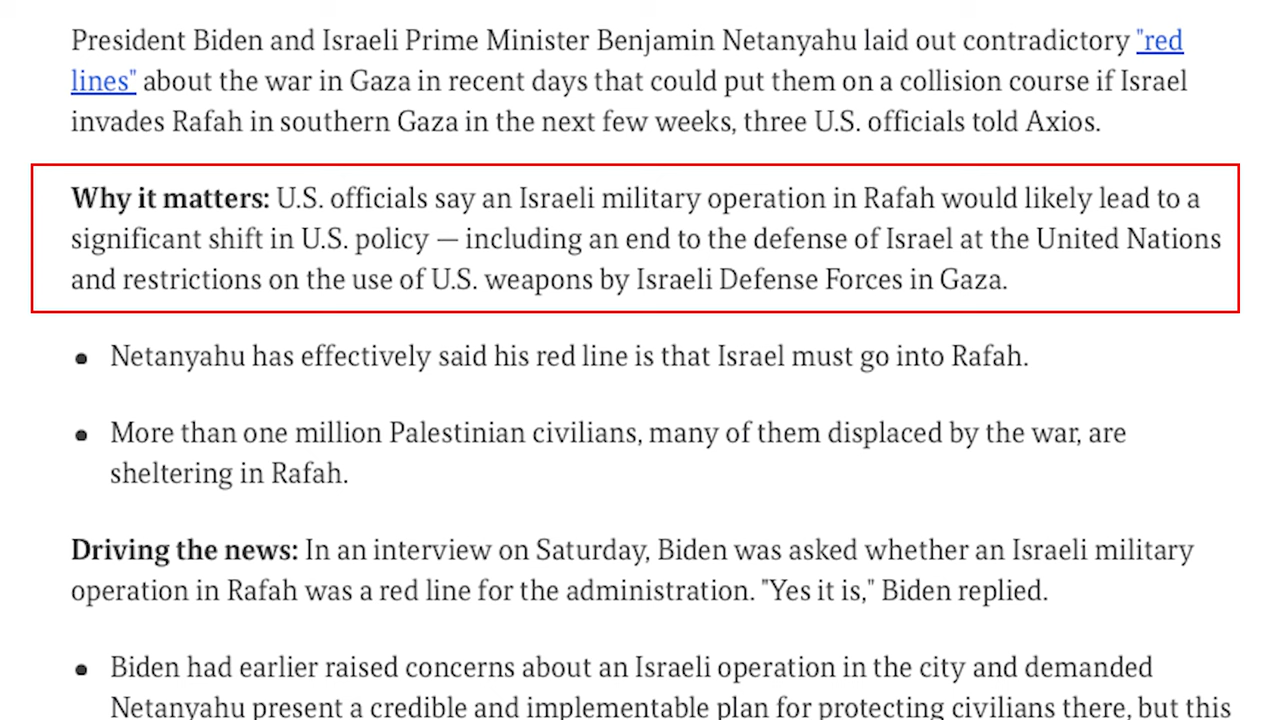 President Biden and Israeli Prime Minister Benjamin Netanyahu laid out contradictory "red
lines" about the war in Gaza in recent days that could put them on a collision course if Israel
invades Rafah in southern Gaza in the next few weeks, three U.S. officials told Axios.
Why it matters: U.S. officials say an Israeli military operation in Rafah would likely lead to a
significant shift in U.S. policy — including an end to the defense of Israel at the United Nations
and restrictions on the use of U.S. weapons by Israeli Defense Forces in Gaza.
• Netanyahu has effectively said his red line is that Israel must go into Rafah.
• More than one million Palestinian civilians, many of them displaced by the war, are
sheltering in Rafah.
Driving the news: In an interview on Saturday, Biden was asked whether an Israeli military
operation in Rafah was a red line for the administration. "Yes it is," Biden replied.
• Biden had earlier raised concerns about an Israeli operation in the city and demanded
Netanyahu present a credible and implementable plan for protecting civilians there, but this